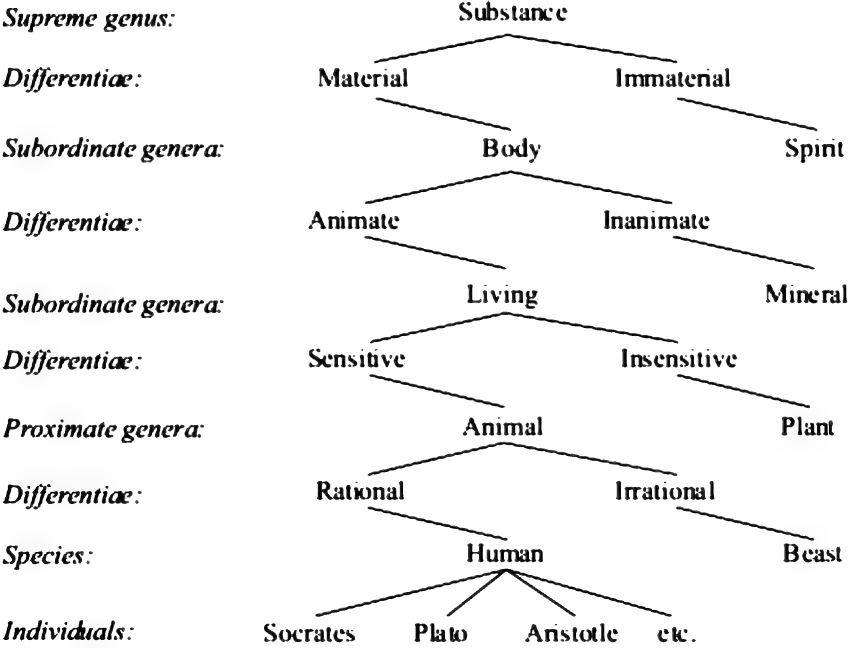 Supreme genus: Substance
Differentiae: Material Immaterial
Subordinate genera: Body Spirit
Differentiae: Animate Inanimate
Subordinate genera: Living Mineral
Differentiae: Sensitive Insensitive
Proximate genera: Animal Plant
Differentiae: Rational Irrational
Species: Human Beast
Individuals: Socrates Plato Aristotle etc.